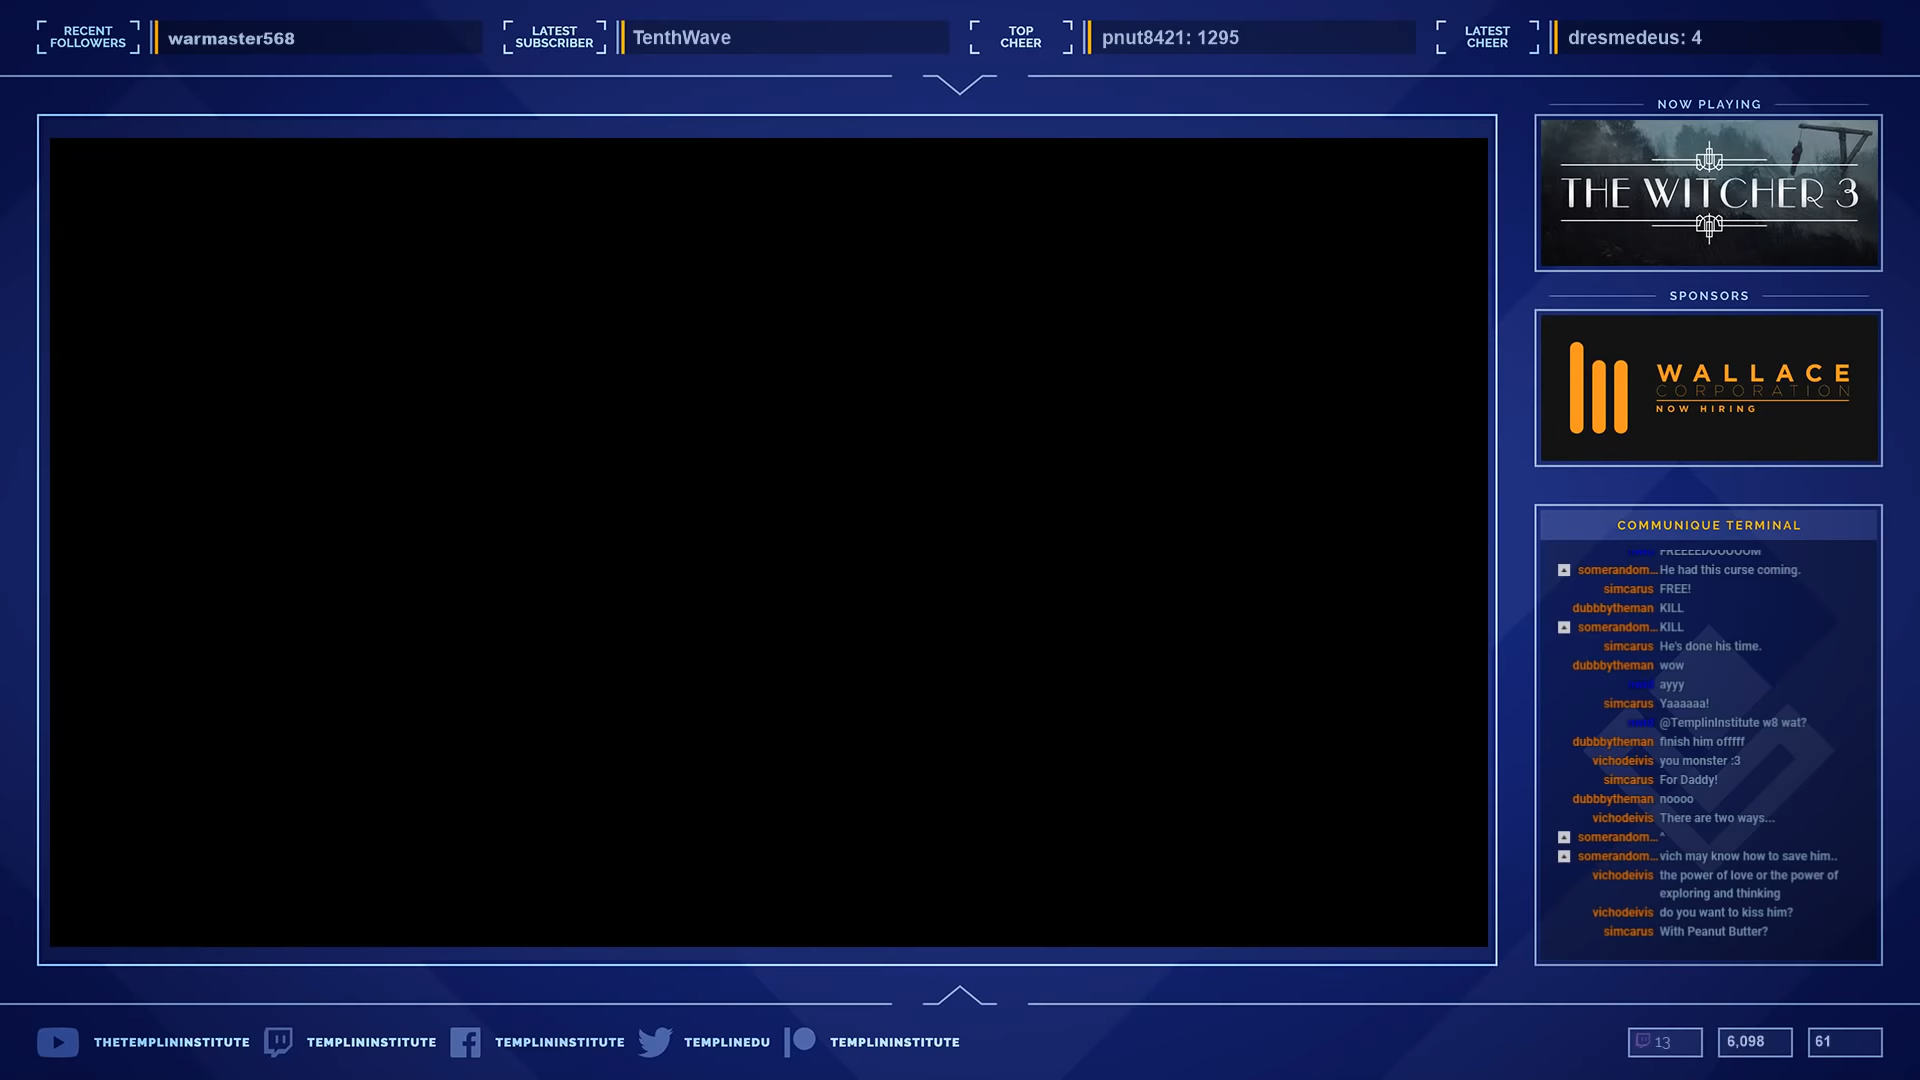 RECENT
FOLLOWERS
warmaster568
LATEST
SUBSCRIBER
TenthWave
TOP
CHEER
pnut8421: 1295
LATEST
CHEER
dresmedeus: 4
NOW PLAYING
THE WITCHER 3
SPONSORS
WALLACE
CORPORATION
NOW HIRING
COMMUNIQUE TERMINAL
FREEEEDOOOOOM
somerandom... He had this curse coming.
simcarus FREE!
dubbbytheman KILL
somerandom... KILL
simcarus He's done his time.
dubbbytheman wow
ayyy
simcarus Yaaaaaa!
@TemplinInstitute w8 wat?
dubbbytheman finish him offfff
vichodeivis you monster :3
simcarus For Daddy!
dubbbytheman noooo
vichodeivis There are two ways...
somerandom... ^
somerandom... vich may know how to save him..
vichodeivis the power of love or the power of
exploring and thinking
vichodeivis do you want to kiss him?
simcarus With Peanut Butter?
THETEMPLININSTITUTE
TEMPLININSTITUTE
TEMPLININSTITUTE
TEMPLINEDU
TEMPLININSTITUTE
13
6,098
61